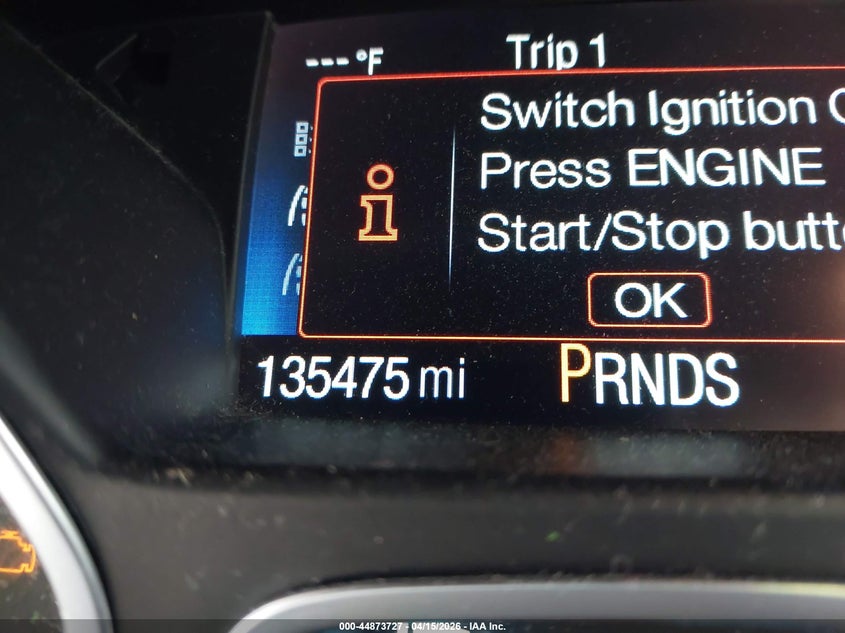 --- °F Trip 1
Switch Ignition
Press ENGINE
Start/Stop
OK
135475 mi PRNDS
000-44873727 - 04/15/2026 - IAA Inc.